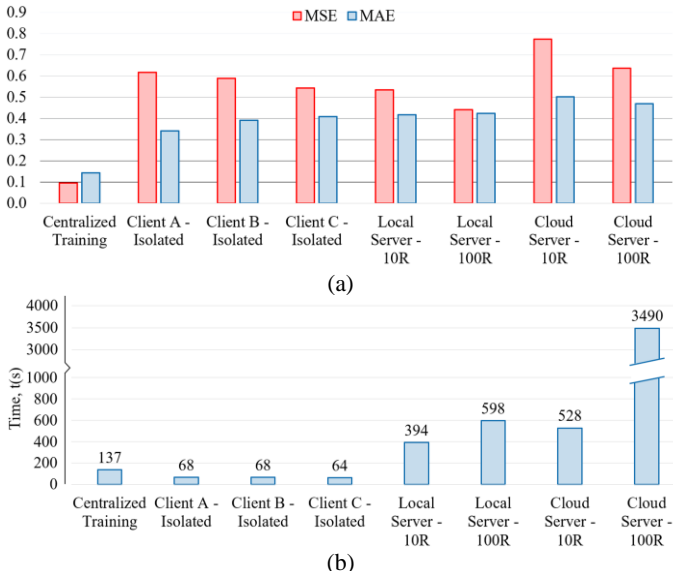 0.9
0.8
0.7
0.6
0.5
0.4
0.3
0.2
0.1
0.0
MSE MAE
Centralized Training
Client A - Isolated
Client B - Isolated
Client C - Isolated
Local Server - 10R
Local Server - 100R
Cloud Server - 10R
Cloud Server - 100R
(a)
Time, t(s)
4000
3500
3000
1000
800
600
400
200
0
137
68
68
64
394
598
528
3490
Centralized Training
Client A - Isolated
Client B - Isolated
Client C - Isolated
Local Server - 10R
Local Server - 100R
Cloud Server - 10R
Cloud Server - 100R
(b)